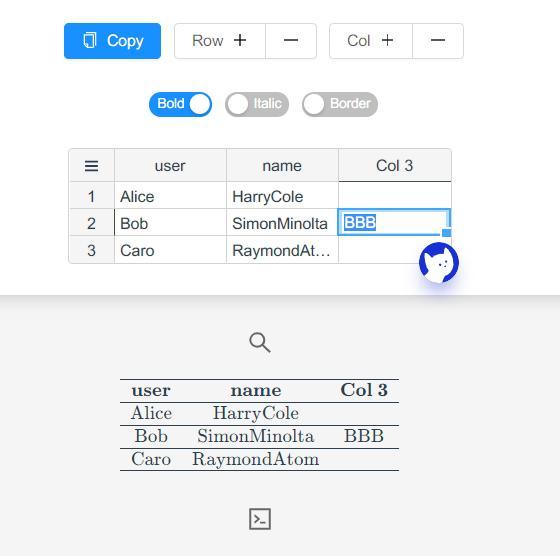 Copy Row + — Col + —
Bold Italic Border
user name Col 3
1 Alice HarryCole
2 Bob SimonMinolta BBB
3 Caro RaymondAt…
user name Col 3
Alice HarryCole
Bob SimonMinolta BBB
Caro RaymondAtom